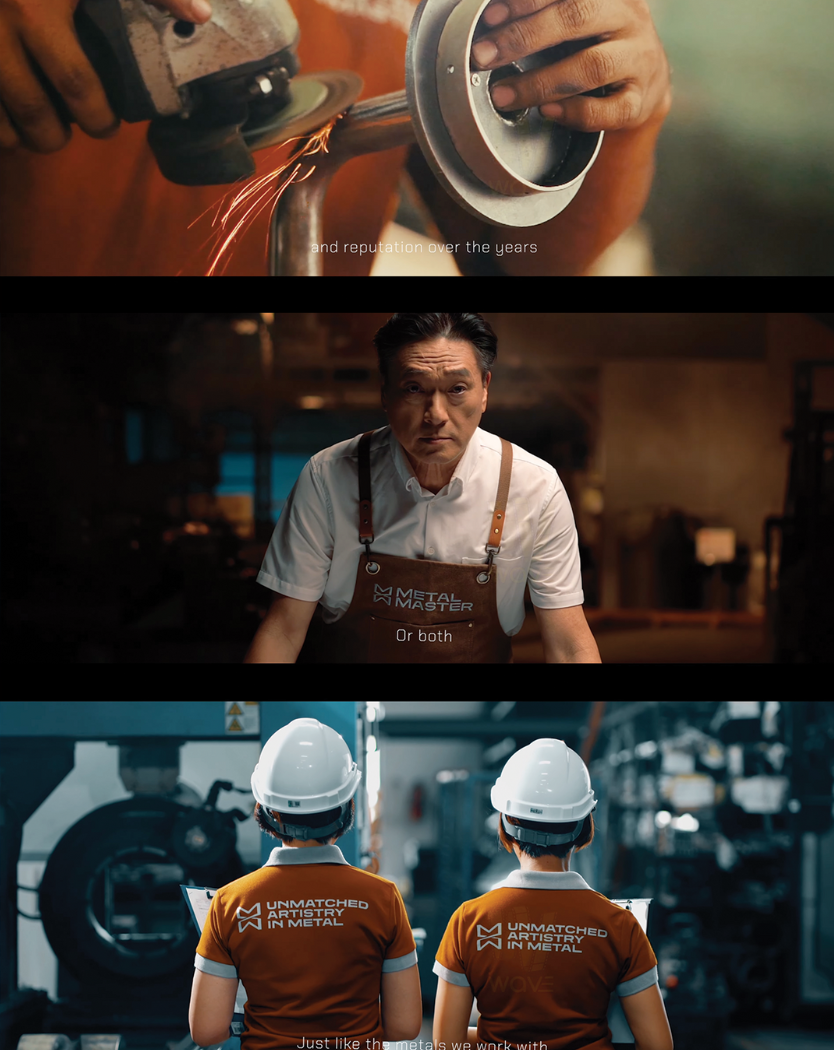 and reputation over the years
METAL
MASTER
Or both
UNMATCHED
ARTISTRY
IN METAL
UNMATCHED
ARTISTRY
IN METAL
WAVE
Just like the metals we work with